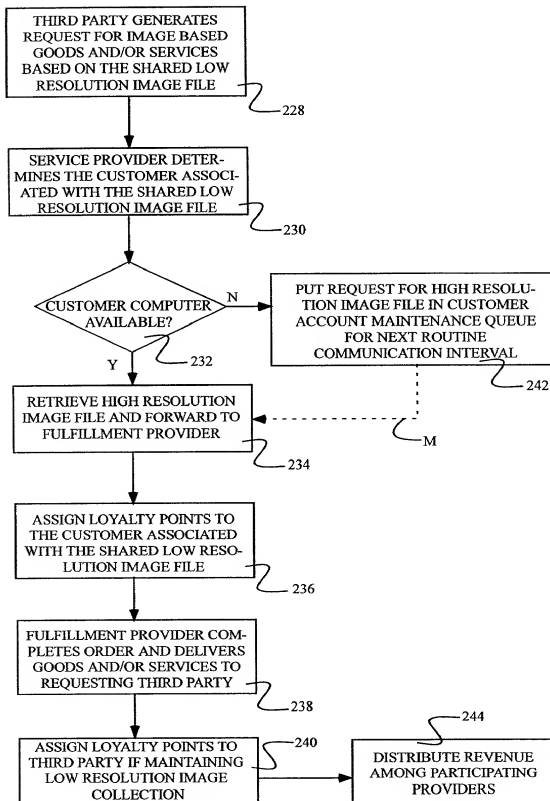 THIRD PARTY GENERATES
REQUEST FOR IMAGE BASED
GOODS AND/OR SERVICES
BASED ON THE SHARED LOW
RESOLUTION IMAGE FILE
228
SERVICE PROVIDER DETER-
MINES THE CUSTOMER ASSOCI-
ATED WITH THE SHARED LOW
RESOLUTION IMAGE FILE
230
CUSTOMER COMPUTER
AVAILABLE?
232
N
Y
PUT REQUEST FOR HIGH RESOLU-
TION IMAGE FILE IN CUSTOMER
ACCOUNT MAINTENANCE QUEUE
FOR NEXT ROUTINE
COMMUNICATION INTERVAL
242
M
RETRIEVE HIGH RESOLUTION
IMAGE FILE AND FORWARD TO
FULFILLMENT PROVIDER
234
ASSIGN LOYALTY POINTS TO
THE CUSTOMER ASSOCIATED
WITH THE SHARED LOW RESO-
LUTION IMAGE FILE
236
FULFILLMENT PROVIDER COM-
PLETES ORDER AND DELIVERS
GOODS AND/OR SERVICES TO
REQUESTING THIRD PARTY
238
ASSIGN LOYALTY POINTS TO
THIRD PARTY IF MAINTAINING
LOW RESOLUTION IMAGE
COLLECTION
240
244
DISTRIBUTE REVENUE
AMONG PARTICIPATING
PROVIDERS